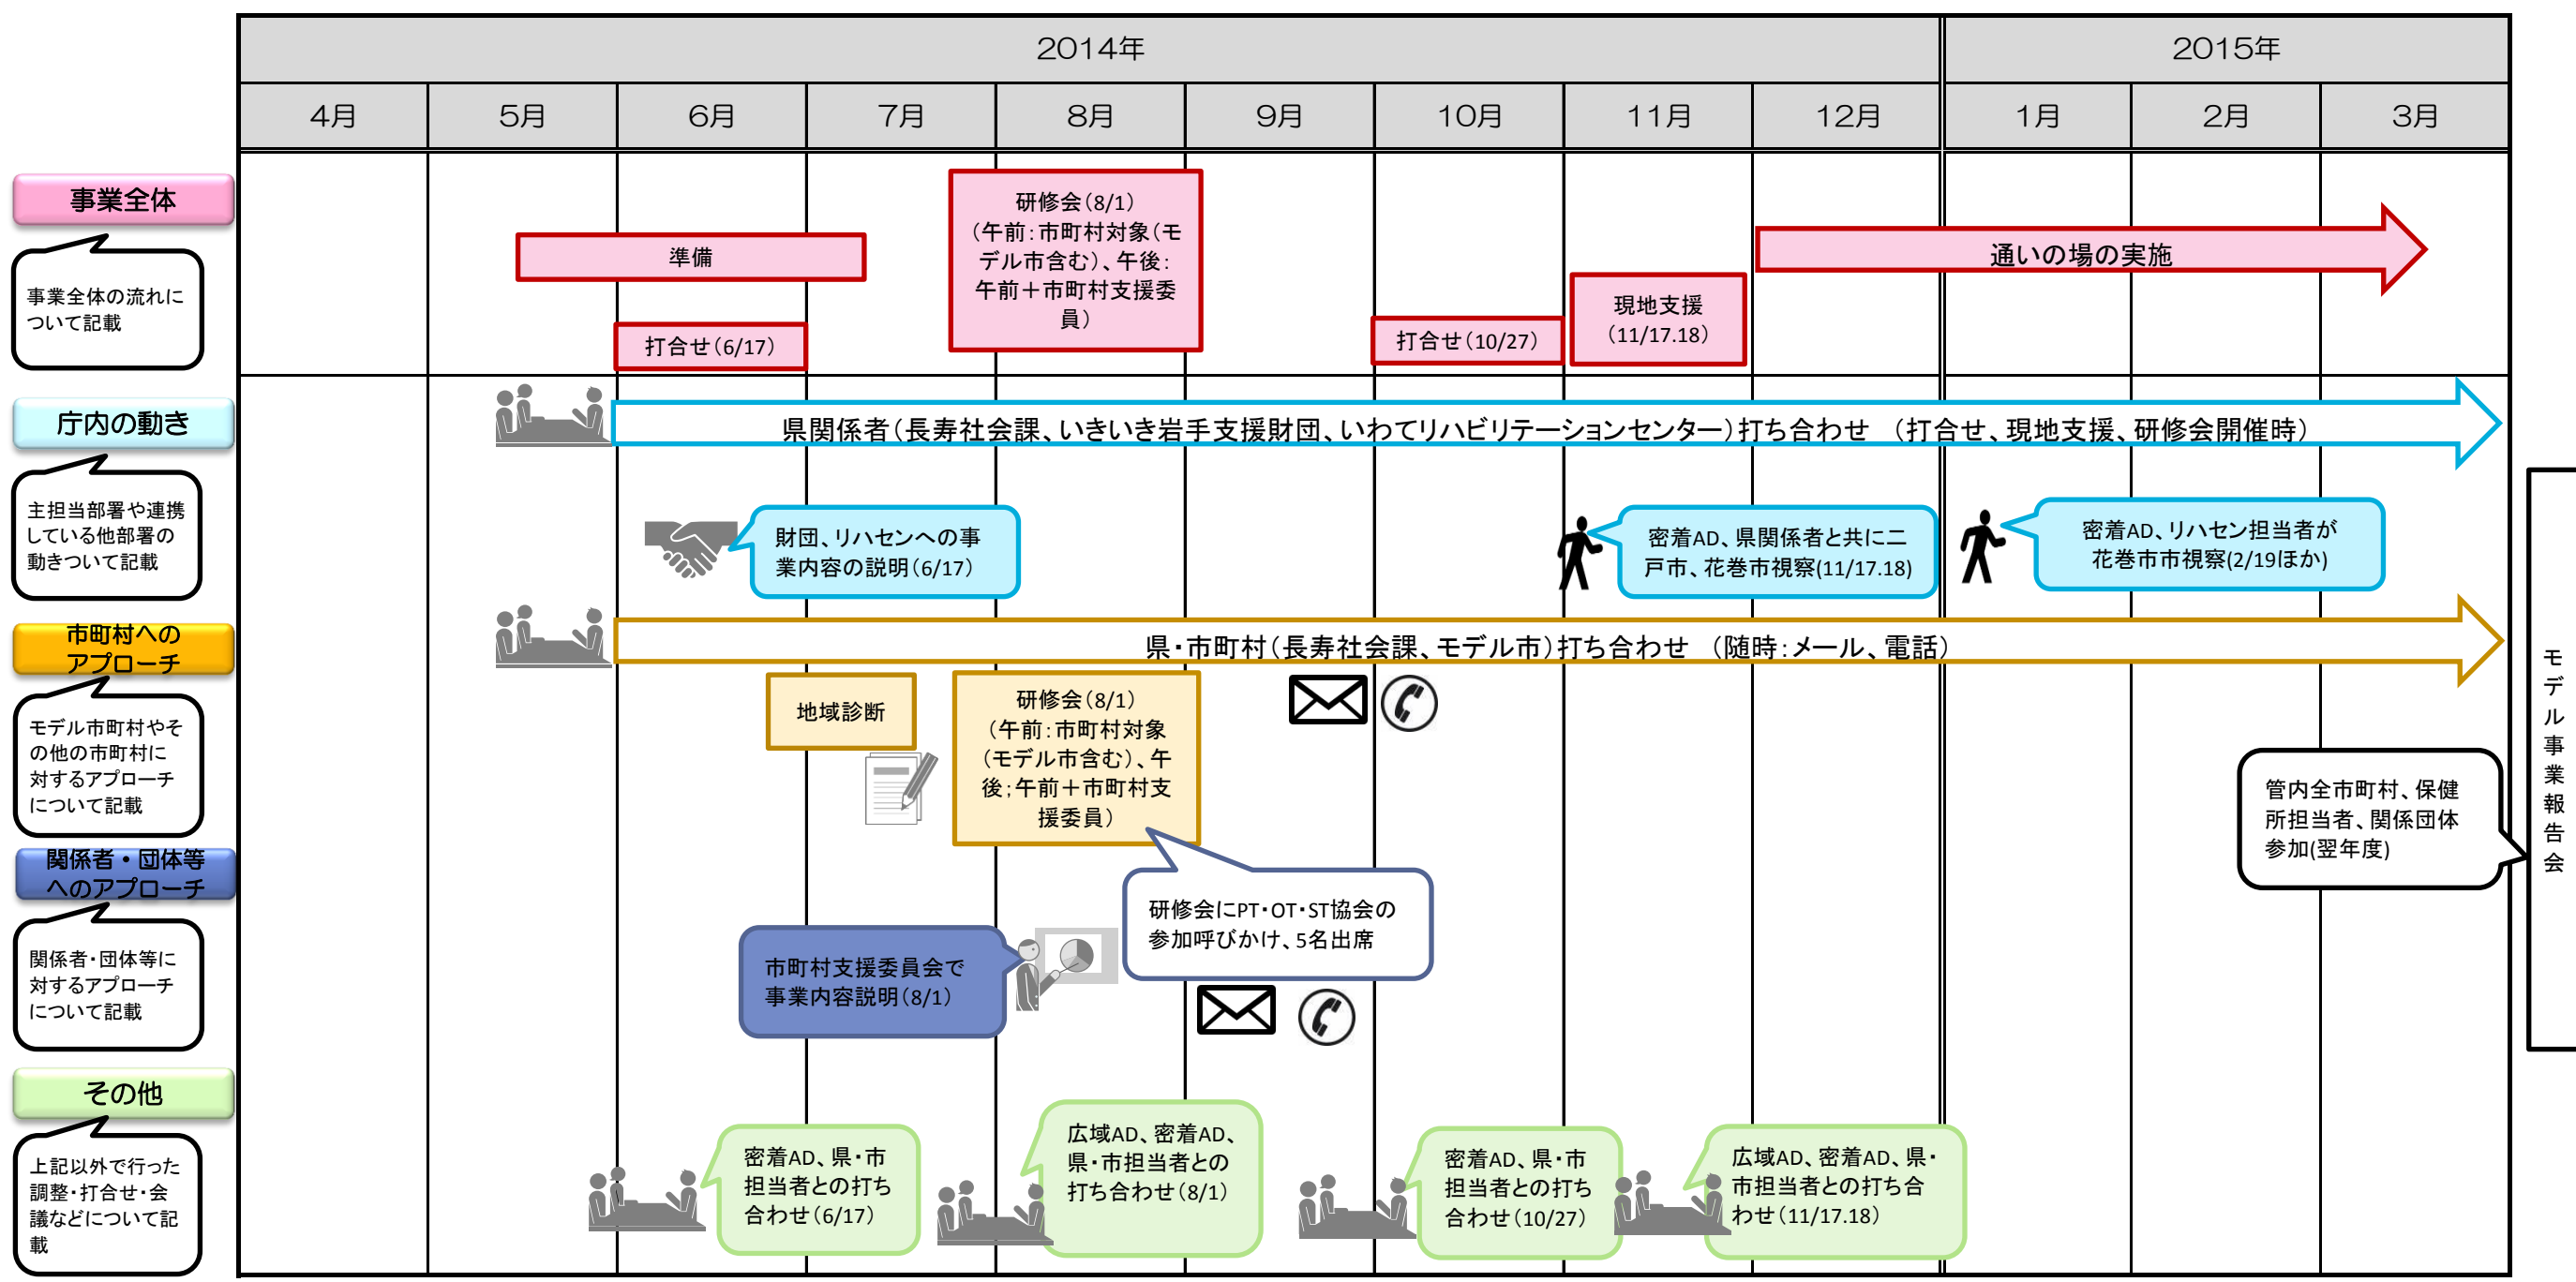 2014年
2015年
4月
5月
6月
7月
8月
9月
10月
11月
12月
1月
2月
3月
事業全体
事業全体の流れに
ついて記載
準備
打合せ(6/17)
研修会(8/1)
(午前:市町村対象(モ
デル市含む)、午後:
午前＋市町村支援委
員)
打合せ(10/27)
現地支援
(11/17.18)
通いの場の実施
庁内の動き
主担当部署や連携
している他部署の
動きついて記載
県関係者(長寿社会課、いきいき岩手支援財団、いわてリハビリテーションセンター)打ち合わせ (打合せ、現地支援、研修会開催時)
財団、リハセンへの事
業内容の説明(6/17)
密着AD、県関係者と共に二
戸市、花巻市視察(11/17.18)
密着AD、リハセン担当者が
花巻市市視察(2/19ほか)
市町村への
アプローチ
モデル市町村やそ
の他の市町村に
対するアプローチ
について記載
県・市町村(長寿社会課、モデル市)打ち合わせ (随時:メール、電話)
地域診断
研修会(8/1)
(午前:市町村対象
(モデル市含む)、午
後;午前＋市町村支
援委員)
管内全市町村、保健
所担当者、関係団体
参加(翌年度)
モデル事業報告会
関係者・団体等
へのアプローチ
関係者・団体等に
対するアプローチ
について記載
研修会にPT・OT・ST協会の
参加呼びかけ、5名出席
市町村支援委員会で
事業内容説明(8/1)
その他
上記以外で行った
調整・打合せ・会
議などについて記
載
密着AD、県・市
担当者との打ち
合わせ(6/17)
広域AD、密着AD、
県・市担当者との
打ち合わせ(8/1)
密着AD、県・市
担当者との打ち
合わせ(10/27)
広域AD、密着AD、県・
市担当者との打ち合
わせ(11/17.18)